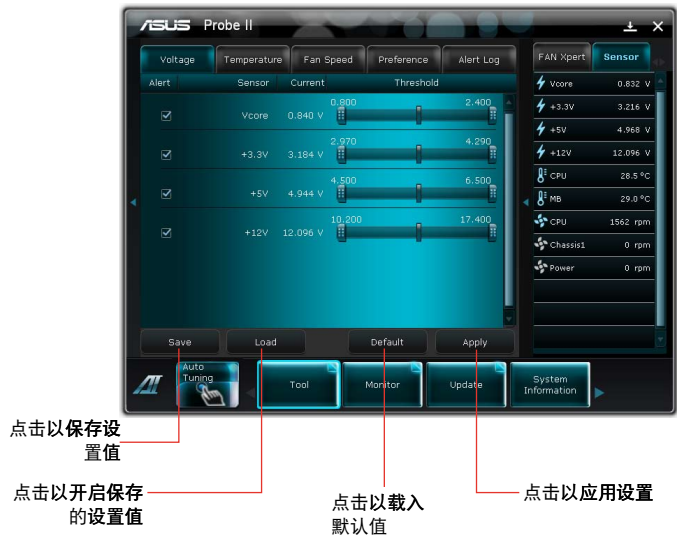 ASUS Probe II
Voltage Temperature Fan Speed Preference Alert Log
FAN Xpert Sensor
Alert Sensor Current Threshold
Vcore 0.840 V 0.800 2.400
+3.3V 3.184 V 2.970 4.290
+5V 4.944 V 4.500 6.500
+12V 12.096 V 10.200 17.400
Vcore 0.832 V
+3.3V 3.216 V
+5V 4.968 V
+12V 12.096 V
CPU 28.5 °C
MB 29.0 °C
CPU 1562 rpm
Chassis1 0 rpm
Power 0 rpm
Save Load Default Apply
Auto
Tuning
Tool Monitor Update System
Information
点击以保存设
置值
点击以开启保存
的设置值
点击以载入
默认值
点击以应用设置